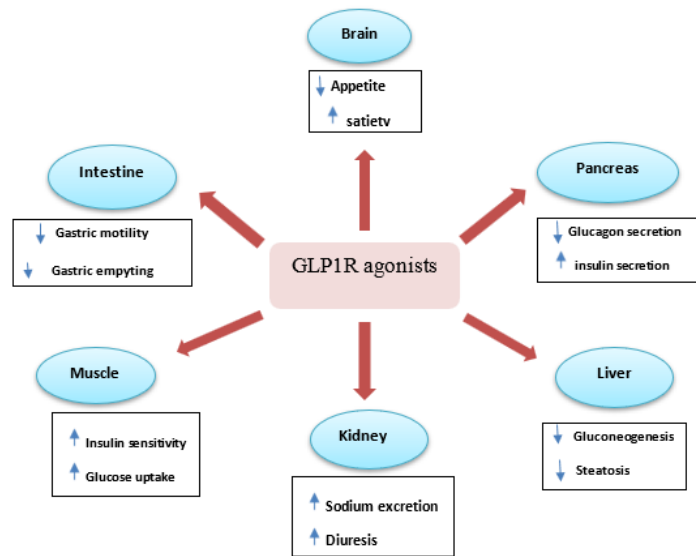 Brain
Appetite
satietv
Intestine
Gastric motility
Gastric empyting
Pancreas
Glucagon secretion
insulin secretion
GLP1R agonists
Muscle
Insulin sensitivity
Glucose uptake
Kidney
Sodium excretion
Diuresis
Liver
Gluconeogenesis
Steatosis